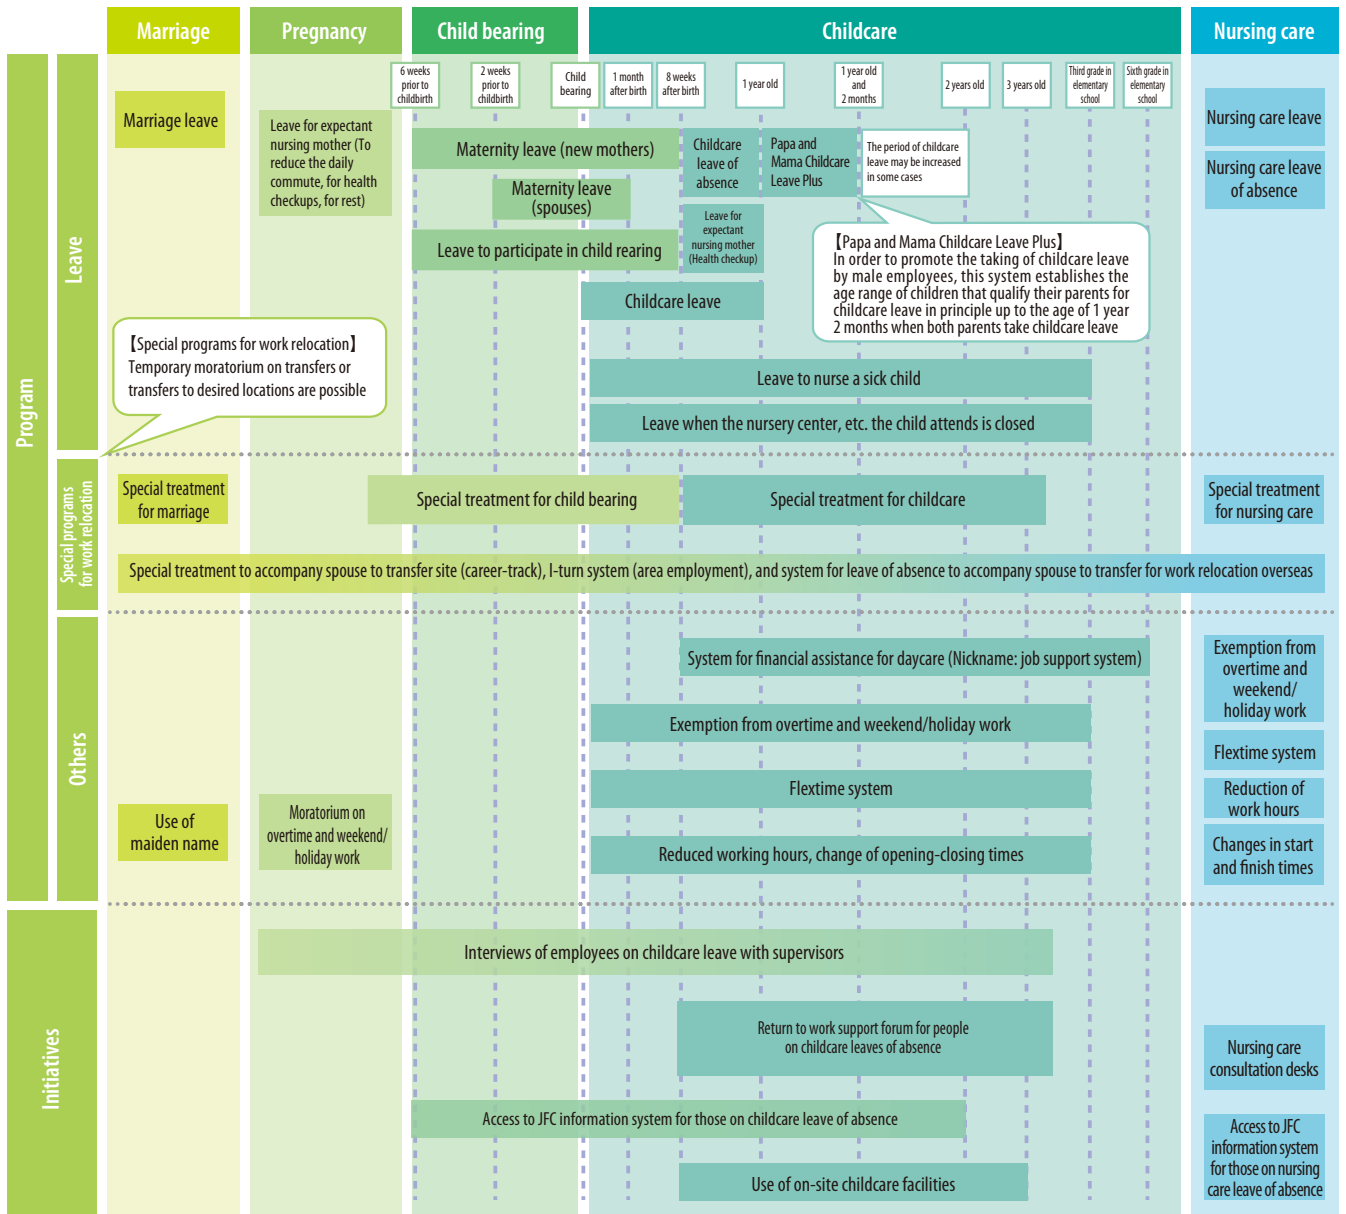 Marriage
Pregnancy
Child bearing
Childcare
Nursing care
6 weeks
prior to
childbirth
2 weeks
prior to
childbirth
Child
bearing
1 month
after birth
8 weeks
after birth
1 year old
1 year old
and
2 months
2 years old
3 years old
Third grade in
elementary
school
Sixth grade in
elementary
school
Program
Leave
Marriage leave
Leave for expectant
nursing mother (To
reduce the daily
commute, for health
checkups, for rest)
Maternity leave (new mothers)
Maternity leave
(spouses)
Leave to participate in child rearing
Childcare
leave of
absence
Papa and
Mama Childcare
Leave Plus
The period of childcare
leave may be increased
in some cases
Leave for
expectant
nursing mother
(Health checkup)
Childcare leave
【Papa and Mama Childcare Leave Plus】
In order to promote the taking of childcare leave
by male employees, this system establishes the
age range of children that qualify their parents for
childcare leave in principle up to the age of 1 year
2 months when both parents take childcare leave
Nursing care leave
Nursing care leave
of absence
【Special programs for work relocation】
Temporary moratorium on transfers or
transfers to desired locations are possible
Leave to nurse a sick child
Leave when the nursery center, etc. the child attends is closed
Special programs
for work relocation
Special treatment
for marriage
Special treatment for child bearing
Special treatment for childcare
Special treatment
for nursing care
Special treatment to accompany spouse to transfer site (career-track), I-turn system (area employment), and system for leave of absence to accompany spouse to transfer for work relocation overseas
Others
System for financial assistance for daycare (Nickname: job support system)
Exemption from overtime and weekend/holiday work
Flextime system
Reduced working hours, change of opening-closing times
Use of
maiden name
Moratorium on
overtime and weekend/
holiday work
Exemption from
overtime and
weekend/
holiday work
Flextime system
Reduction of
work hours
Changes in start
and finish times
Initiatives
Interviews of employees on childcare leave with supervisors
Return to work support forum for people
on childcare leaves of absence
Access to JFC information system for those on childcare leave of absence
Use of on-site childcare facilities
Nursing care
consultation desks
Access to JFC
information system
for those on nursing
care leave of absence